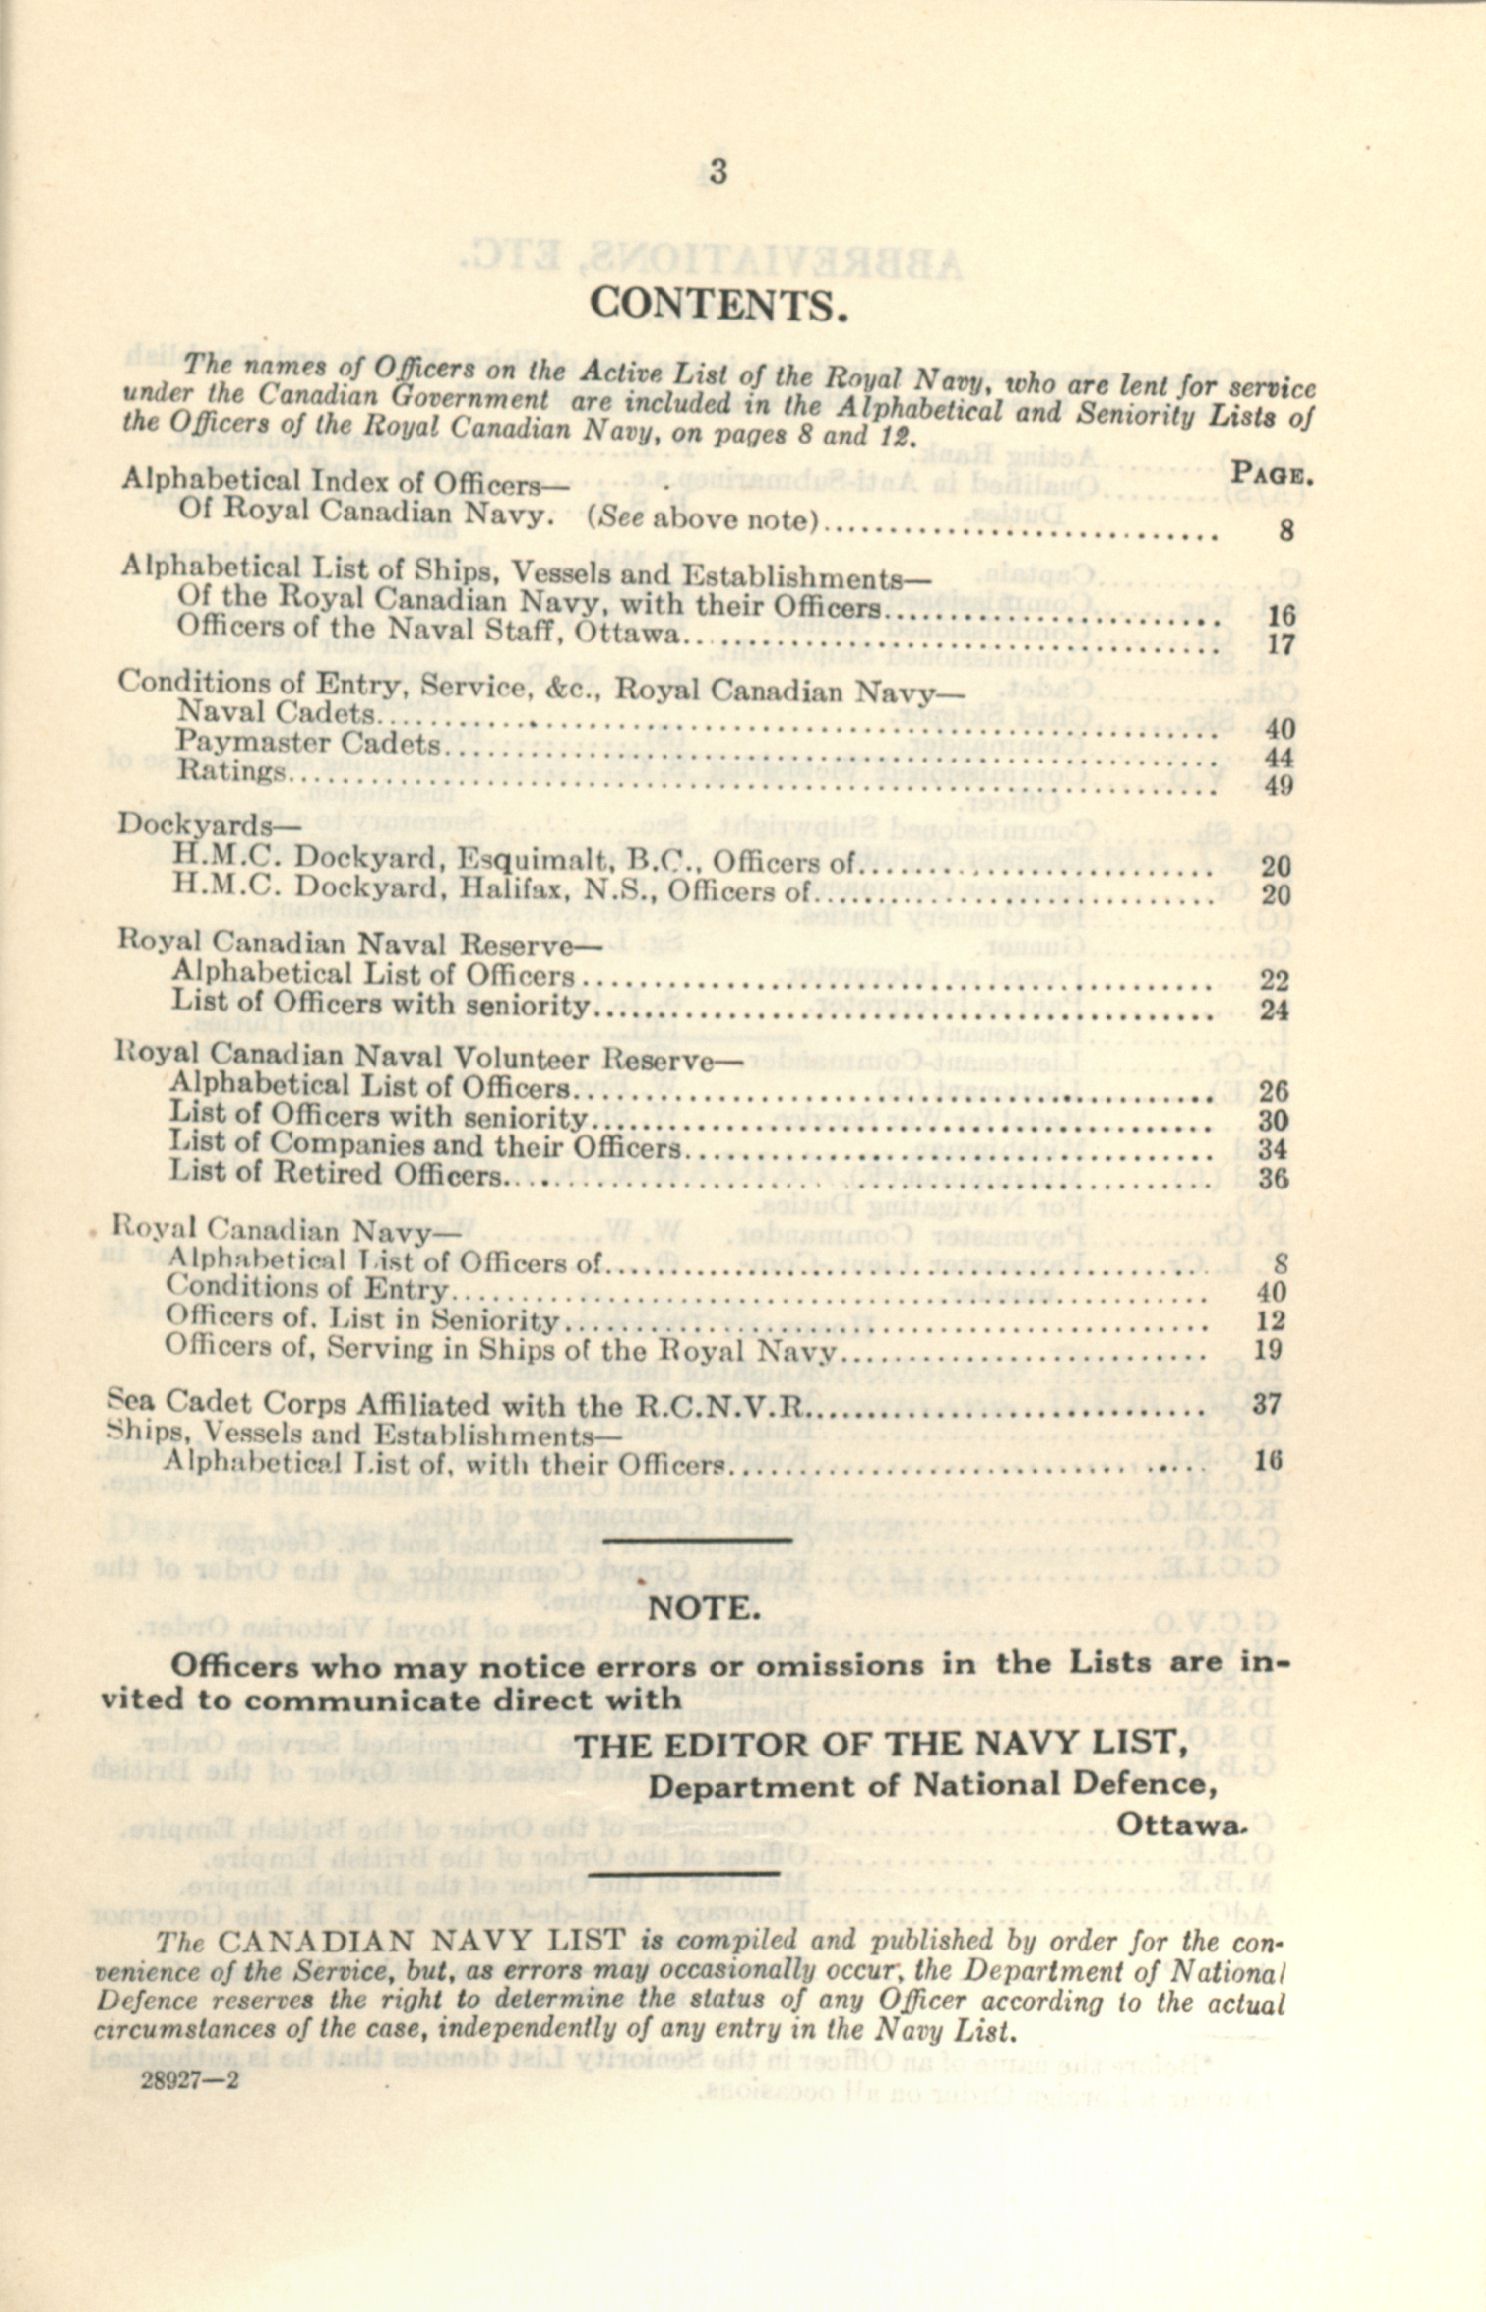 3
CONTENTS.
The names of Officers on the Active List of the Royal Navy, who are lent for service
under the Canadian Government are included in the Alphabetical and Seniority Lists of
the Officers of the Royal Canadian Navy, on pages 8 and 12.
PAGE.
Alphabetical Index of Officers—
Of Royal Canadian Navy. (See above note)............................ 8
Alphabetical List of Ships, Vessels and Establishments—
Of the Royal Canadian Navy, with their Officers........................ 16
Officers of the Naval Staff, Ottawa..................................... 17
Conditions of Entry, Service, &c., Royal Canadian Navy—
Naval Cadets........................................................... 40
Paymaster Cadets...................................................... 44
Ratings................................................................. 49
Dockyards—
H.M.C. Dockyard, Esquimalt, B.C., Officers of......................... 20
H.M.C. Dockyard, Halifax, N.S., Officers of............................ 20
Royal Canadian Naval Reserve—
Alphabetical List of Officers............................................ 22
List of Officers with seniority........................................... 24
Royal Canadian Naval Volunteer Reserve—
Alphabetical List of Officers............................................. 26
List of Officers with seniority........................................... 30
List of Companies and their Officers..................................... 34
List of Retired Officers.................................................. 36
Royal Canadian Navy—
Alphabetical List of Officers of.......................................... 8
Conditions of Entry..................................................... 40
Officers of. List in Seniority............................................. 12
Officers of, Serving in Ships of the Royal Navy.......................... 19
Sea Cadet Corps Affiliated with the R.C.N.V.R............................ 37
Ships, Vessels and Establishments—
Alphabetical List of, with their Officers................................. 16
NOTE.
Officers who may notice errors or omissions in the Lists are in-
vited to communicate direct with
THE EDITOR OF THE NAVY LIST,
Department of National Defence,
Ottawa.
The CANADIAN NAVY LIST is compiled and published by order for the con-
venience of the Service, but, as errors may occasionally occur, the Department of National
Defence reserves the right to determine the status of any Officer according to the actual
circumstances of the case, independently of any entry in the Navy List.
28927—2